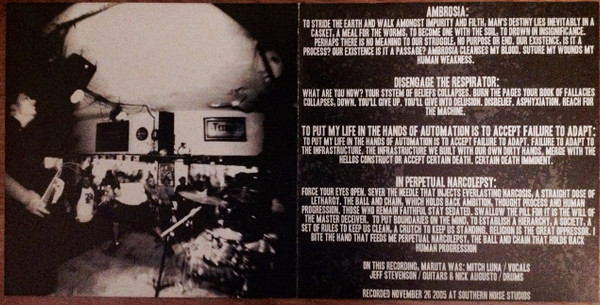 AMBROSIA:
TO STRIDE THE EARTH AND WALK AMONGST IMPURITY AND FILTH. MAN'S DESTINY LIES INEVITABLY IN A
CASKET, A MEAL FOR THE WORMS, TO BECOME ONE WITH THE SOIL, TO DROWN IN INSIGNIFICANCE.
PERHAPS THERE IS NO MEANING TO OUR STRUGGLE, NO PURPOSE OR END. OUR EXISTENCE, IS IT A
PROCESS? OUR EXISTENCE IS IT A PASSAGE? AMBROSIA CLEANSES MY BLOOD, SUTURE MY WOUNDS MY
HUMAN WEAKNESS.
DISENGAGE THE RESPIRATOR:
WHAT ARE YOU NOW? YOUR SYSTEM OF BELIEFS COLLAPSES. BURN THE PAGES YOUR BOOK OF FALLACIES
COLLAPSES, DOWN. YOU'LL GIVE UP. YOU'LL GIVE INTO DELUSION. DISBELIEF. ASPHYXIATION. REACH FOR
THE MACHINE.
TO PUT MY LIFE IN THE HANDS OF AUTOMATION IS TO ACCEPT FAILURE TO ADAPT:
TO PUT MY LIFE IN THE HANDS OF AUTOMATION IS TO ACCEPT FAILURE TO ADAPT. FAILURE TO ADAPT TO
THE INFRASTRUCTURE. THE INFRASTRUCTURE WE BUILT WITH OUR OWN DIRTY HANDS. MERGE WITH THE
HELLOS CONSTRUCT OR ACCEPT CERTAIN DEATH. CERTAIN DEATH IMMINENT.
IN PERPETUAL NARCOLEPSY:
FORCE YOUR EYES OPEN. SEVER THE NEEDLE THAT INJECTS EVERLASTING NARCOSIS, A STRAIGHT DOSE OF
LETHARGY. THE BALL AND CHAIN, WHICH HOLDS BACK AMBITION, THOUGHT PROCESS AND HUMAN
PROGRESSION. THOSE WHO REMAIN FAITHFUL STAY SEDATED. SWALLOW THE PILL FOR IT IS THE WILL OF
THE MASTER DECEIVER. TO PUT BOUNDARIES ON THE MIND, TO ESTABLISH A HIERARCHY, A SOCIETY. A
SET OF RULES TO KEEP US CLEAN. A CRUTCH TO KEEP US STANDING. RELIGION IS THE GREAT OPPRESSOR. I
BITE THE HAND THAT FEEDS ME PERPETUAL NARCOLEPSY. THE BALL AND CHAIN THAT HOLDS BACK
HUMAN PROGRESSION
ON THIS RECORDING, MARUTA WAS: MITCH LUNA / VOCALS
JEFF STEVENSON / GUITARS & NICK AUGUSTO / DRUMS
RECORDED NOVEMBER 26 2005 AT SOUTHERN NOISE STUDIOS